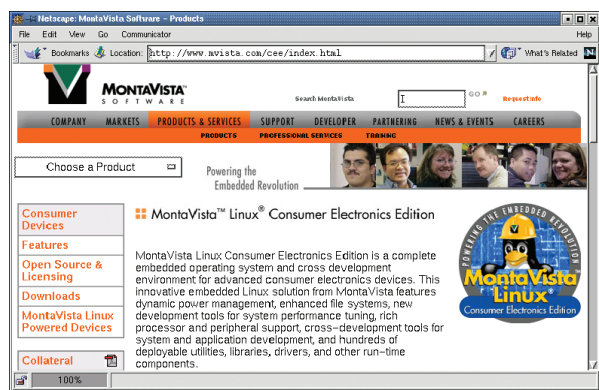 Netscape: MontaVista Software – Products
File Edit View Go Communicator Help
Bookmarks Location: http://www.mvista.com/cee/index.html What's Related N
MONTAVISTA™
SOFTWARE
Search MontaVista GO Request Info
COMPANY MARKETS PRODUCTS & SERVICES SUPPORT DEVELOPER PARTNERING NEWS & EVENTS CAREERS
PRODUCTS PROFESSIONAL SERVICES TRAINING
Choose a Product
Powering the
Embedded Revolution
Consumer
Devices
Features
Open Source &
Licensing
Downloads
MontaVista Linux
Powered Devices
Collateral
MontaVista™ Linux® Consumer Electronics Edition
MontaVista Linux Consumer Electronics Edition is a complete
embedded operating system and cross development
environment for advanced consumer electronics devices. This
innovative embedded Linux solution from MontaVista features
dynamic power management, enhanced file systems, new
development tools for system performance tuning, rich
processor and peripheral support, cross-development tools for
system and application development, and hundreds of
deployable utilities, libraries, drivers, and other run-time
components.
POWERING THE EMBEDDED REVOLUTION
MontaVista
Linux
Consumer Electronics Edition
100%